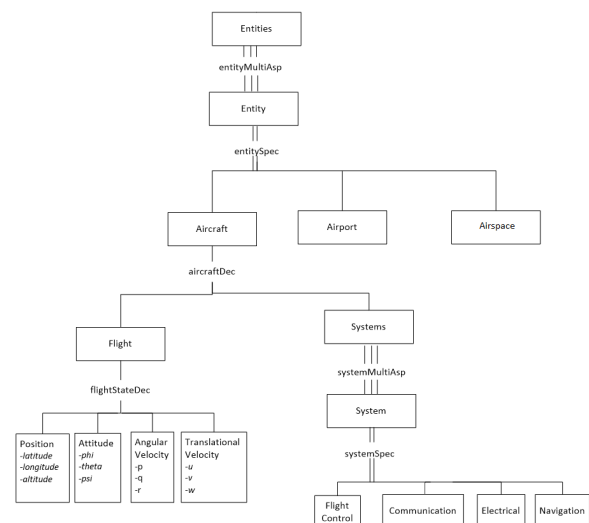 Entities
entityMultiAsp
Entity
entitySpec
Aircraft
Airport
Airspace
aircraftDec
Flight
Systems
flightStateDec
systemMultiAsp
System
Position
-latitude
-longitude
-altitude
Attitude
-phi
-theta
-psi
Angular
Velocity
-p
-q
-r
Translational
Velocity
-u
-v
-w
systemSpec
Flight
Control
Communication
Electrical
Navigation